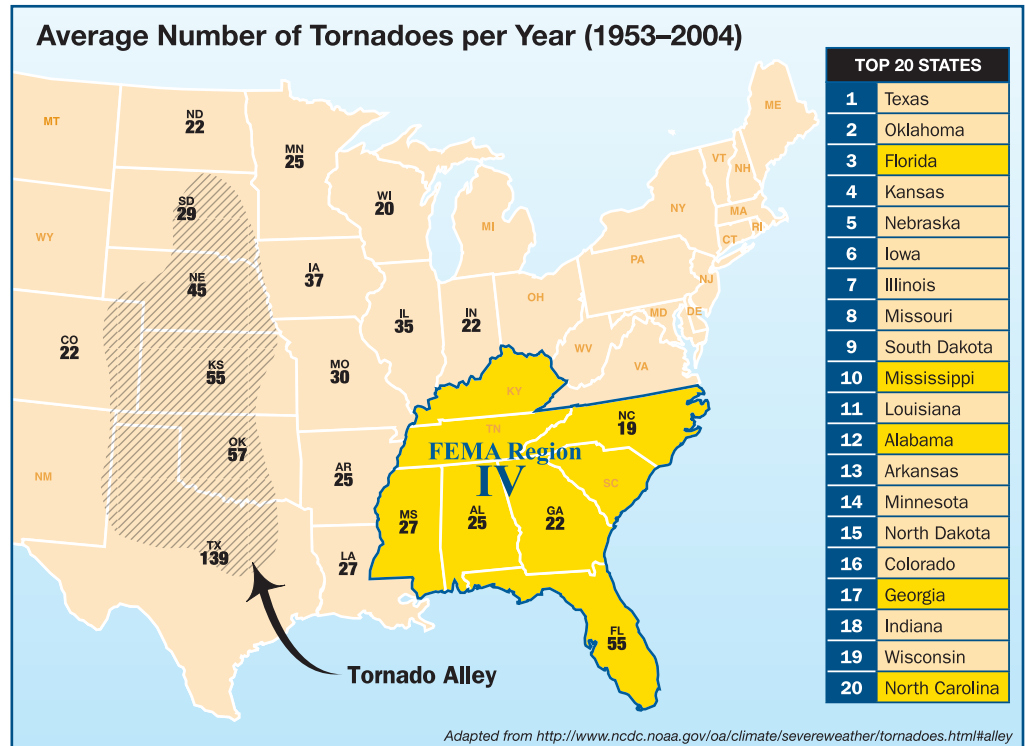 Average Number of Tornadoes per Year (1953–2004)
TOP 20 STATES
1 Texas
2 Oklahoma
3 Florida
4 Kansas
5 Nebraska
6 Iowa
7 Illinois
8 Missouri
9 South Dakota
10 Mississippi
11 Louisiana
12 Alabama
13 Arkansas
14 Minnesota
15 North Dakota
16 Colorado
17 Georgia
18 Indiana
19 Wisconsin
20 North Carolina
MT
ND
22
MN
25
ME
VT
NH
WI
20
SD
29
MI
NY
MA
RI
CT
WY
PA
IA
37
NE
45
NJ
OH
IL
35
IN
22
MD
DE
CO
22
WV
VA
KS
55
MO
30
KY
NC
19
TN
OK
57
FEMA Region
IV
AR
25
NM
SC
MS
27
AL
25
GA
22
TX
139
LA
27
FL
55
Tornado Alley
Adapted from http://www.ncdc.noaa.gov/oa/climate/severeweather/tornadoes.html#alley